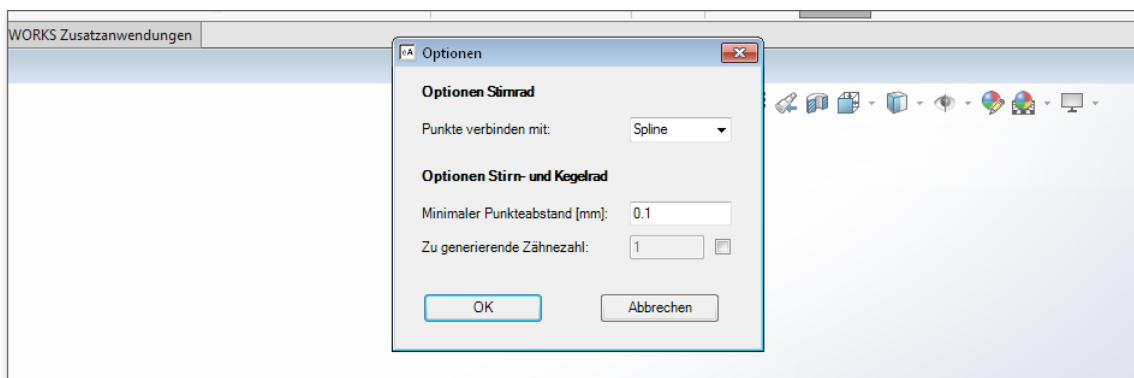 WORKS Zusatzanwendungen
eA Optionen
Optionen Stirnrad
Punkte verbinden mit: Spline
Optionen Stirn- und Kegelrad
Minimaler Punkteabstand [mm]: 0.1
Zu generierende Zähnezahl: 1
OK Abbrechen